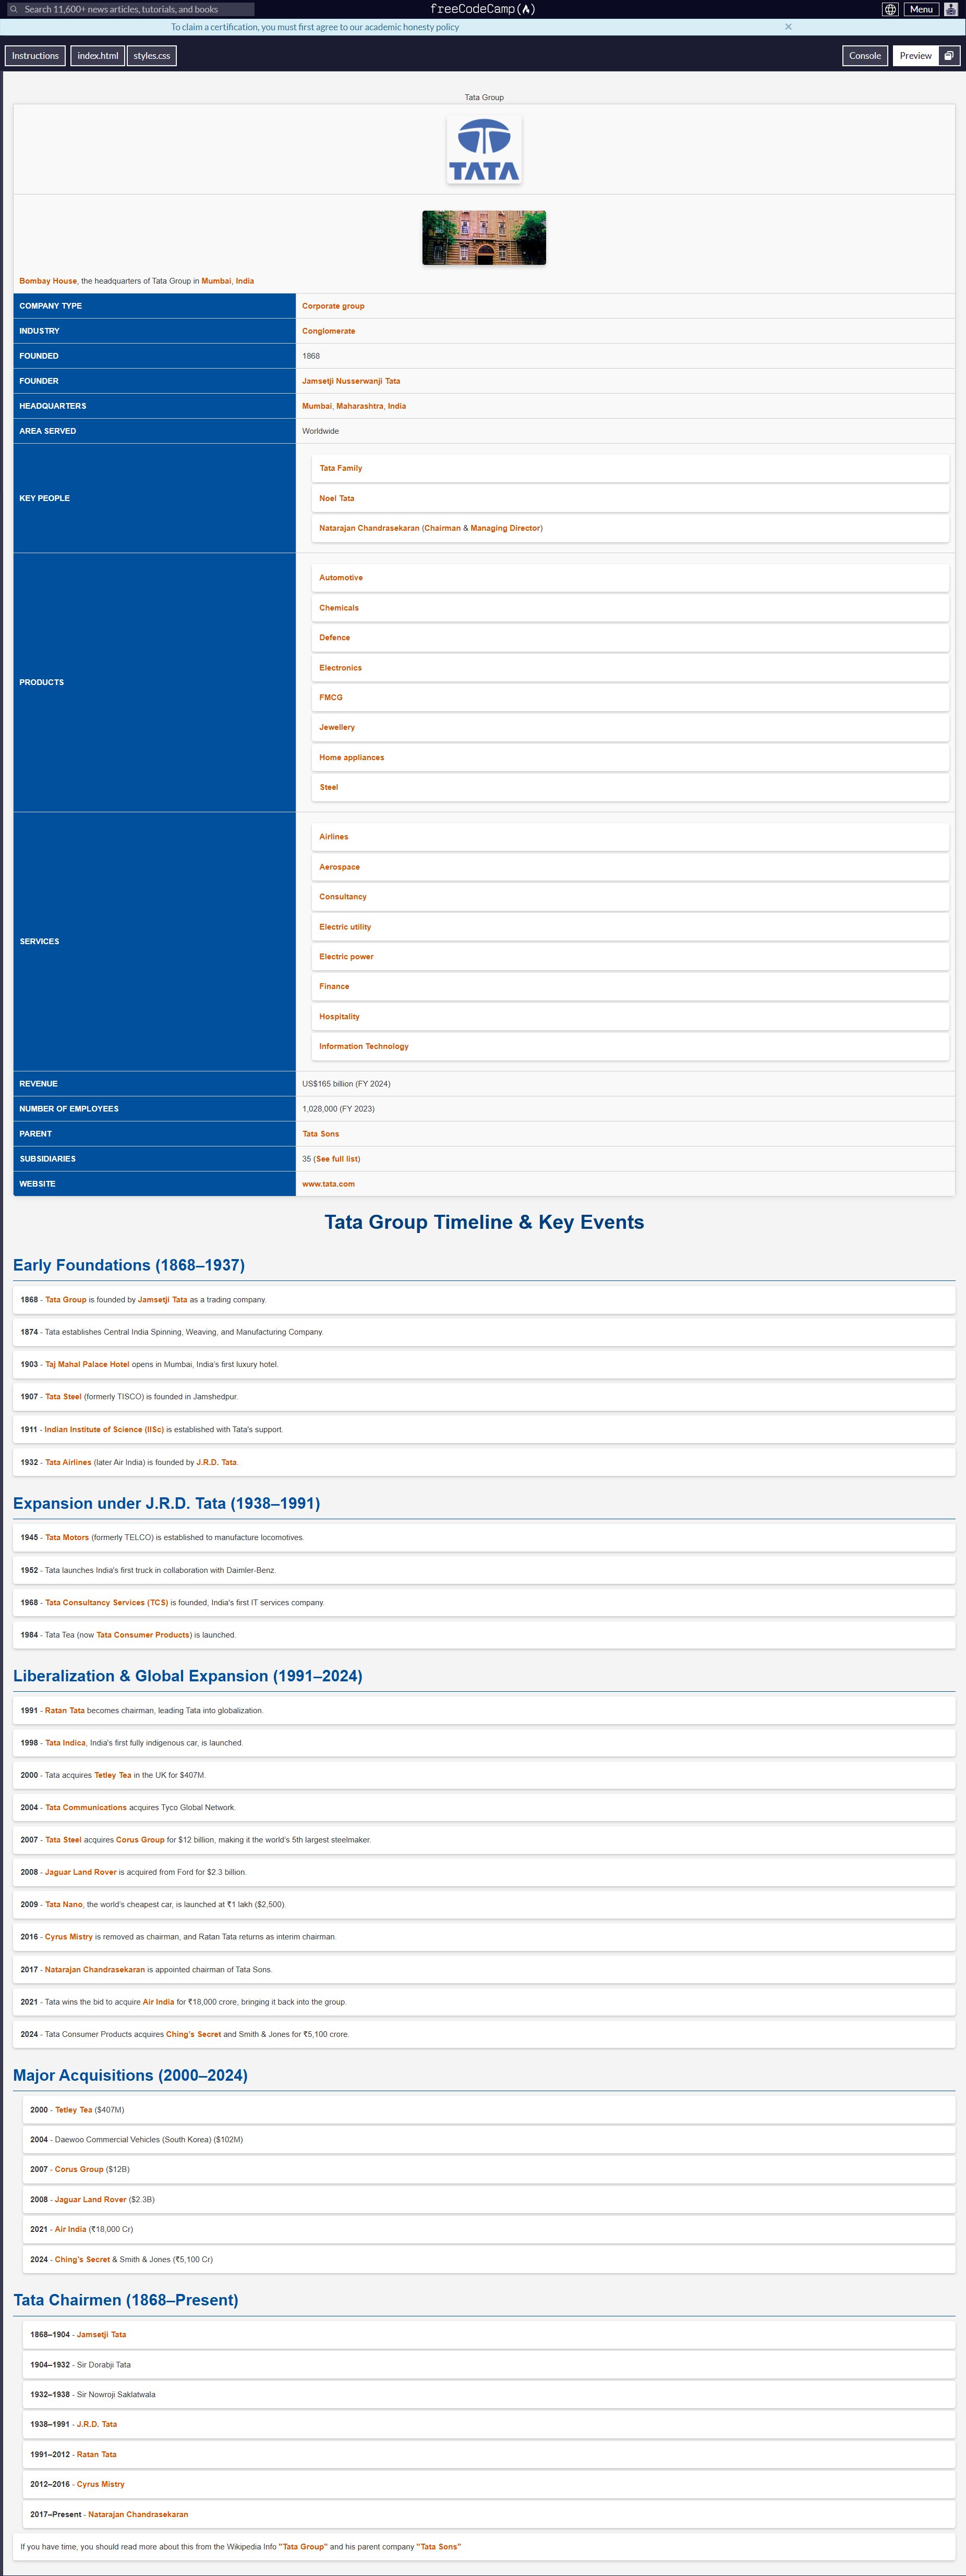 Search 11,600+ news articles, tutorials, and books
freeCodeCamp
Menu
To claim a certification, you must first agree to our academic honesty policy
×
Instructions
index.html
styles.css
Console
Preview
Tata Group
TATA
Bombay House, the headquarters of Tata Group in Mumbai, India
COMPANY TYPE Corporate group
INDUSTRY Conglomerate
FOUNDED 1868
FOUNDER Jamsetji Nusserwanji Tata
HEADQUARTERS Mumbai, Maharashtra, India
AREA SERVED Worldwide
KEY PEOPLE
Tata Family
Noel Tata
Natarajan Chandrasekaran (Chairman & Managing Director)
PRODUCTS
Automotive
Chemicals
Defence
Electronics
FMCG
Jewellery
Home appliances
Steel
SERVICES
Airlines
Aerospace
Consultancy
Electric utility
Electric power
Finance
Hospitality
Information Technology
REVENUE US$165 billion (FY 2024)
NUMBER OF EMPLOYEES 1,028,000 (FY 2023)
PARENT Tata Sons
SUBSIDIARIES 35 (See full list)
WEBSITE www.tata.com
Tata Group Timeline & Key Events
Early Foundations (1868–1937)
1868 - Tata Group is founded by Jamsetji Tata as a trading company.
1874 - Tata establishes Central India Spinning, Weaving, and Manufacturing Company.
1903 - Taj Mahal Palace Hotel opens in Mumbai, India's first luxury hotel.
1907 - Tata Steel (formerly TISCO) is founded in Jamshedpur.
1911 - Indian Institute of Science (IISc) is established with Tata's support.
1932 - Tata Airlines (later Air India) is founded by J.R.D. Tata.
Expansion under J.R.D. Tata (1938–1991)
1945 - Tata Motors (formerly TELCO) is established to manufacture locomotives.
1952 - Tata launches India's first truck in collaboration with Daimler-Benz.
1968 - Tata Consultancy Services (TCS) is founded, India's first IT services company.
1984 - Tata Tea (now Tata Consumer Products) is launched.
Liberalization & Global Expansion (1991–2024)
1991 - Ratan Tata becomes chairman, leading Tata into globalization.
1998 - Tata Indica, India's first fully indigenous car, is launched.
2000 - Tata acquires Tetley Tea in the UK for $407M.
2004 - Tata Communications acquires Tyco Global Network.
2007 - Tata Steel acquires Corus Group for $12 billion, making it the world's 5th largest steelmaker.
2008 - Jaguar Land Rover is acquired from Ford for $2.3 billion.
2009 - Tata Nano, the world's cheapest car, is launched at ₹1 lakh ($2,500).
2016 - Cyrus Mistry is removed as chairman, and Ratan Tata returns as interim chairman.
2017 - Natarajan Chandrasekaran is appointed chairman of Tata Sons.
2021 - Tata wins the bid to acquire Air India for ₹18,000 crore, bringing it back into the group.
2024 - Tata Consumer Products acquires Ching's Secret and Smith & Jones for ₹5,100 crore.
Major Acquisitions (2000–2024)
2000 - Tetley Tea ($407M)
2004 - Daewoo Commercial Vehicles (South Korea) ($102M)
2007 - Corus Group ($12B)
2008 - Jaguar Land Rover ($2.3B)
2021 - Air India (₹18,000 Cr)
2024 - Ching's Secret & Smith & Jones (₹5,100 Cr)
Tata Chairmen (1868–Present)
1868–1904 - Jamsetji Tata
1904–1932 - Sir Dorabji Tata
1932–1938 - Sir Nowroji Saklatwala
1938–1991 - J.R.D. Tata
1991–2012 - Ratan Tata
2012–2016 - Cyrus Mistry
2017–Present - Natarajan Chandrasekaran
If you have time, you should read more about this from the Wikipedia Info "Tata Group" and his parent company "Tata Sons"